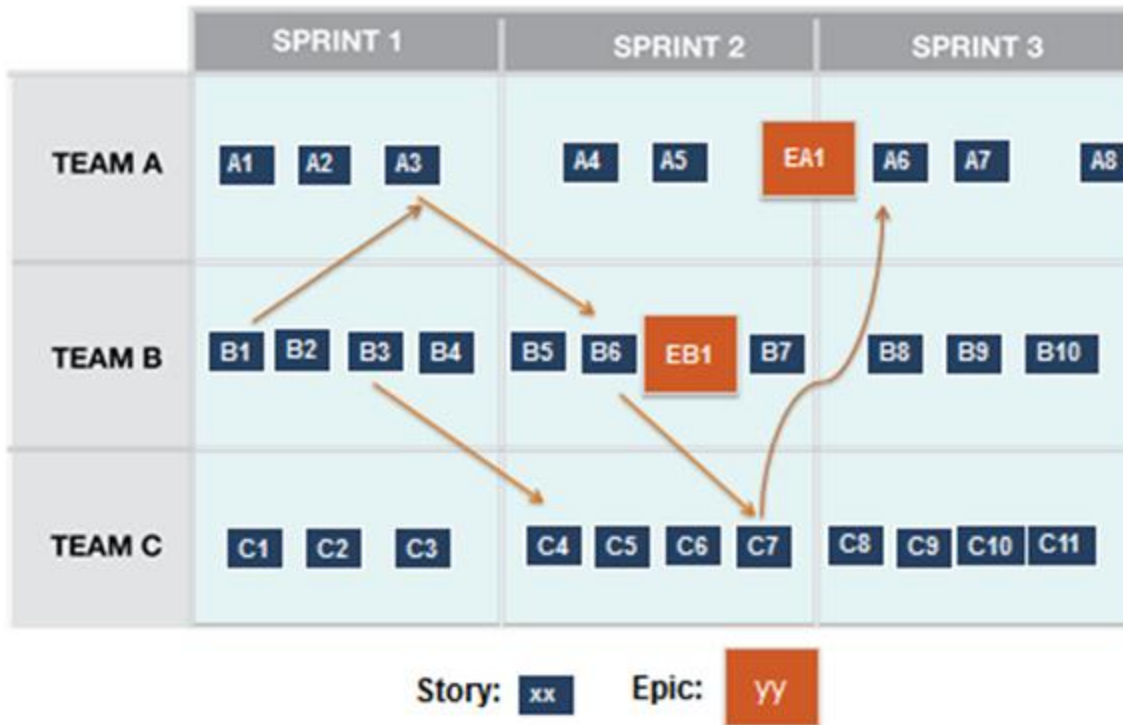 SPRINT 1 SPRINT 2 SPRINT 3
TEAM A A1 A2 A3 A4 A5 EA1 A6 A7 A8
TEAM B B1 B2 B3 B4 B5 B6 EB1 B7 B8 B9 B10
TEAM C C1 C2 C3 C4 C5 C6 C7 C8 C9 C10 C11
Story: xx Epic: yy